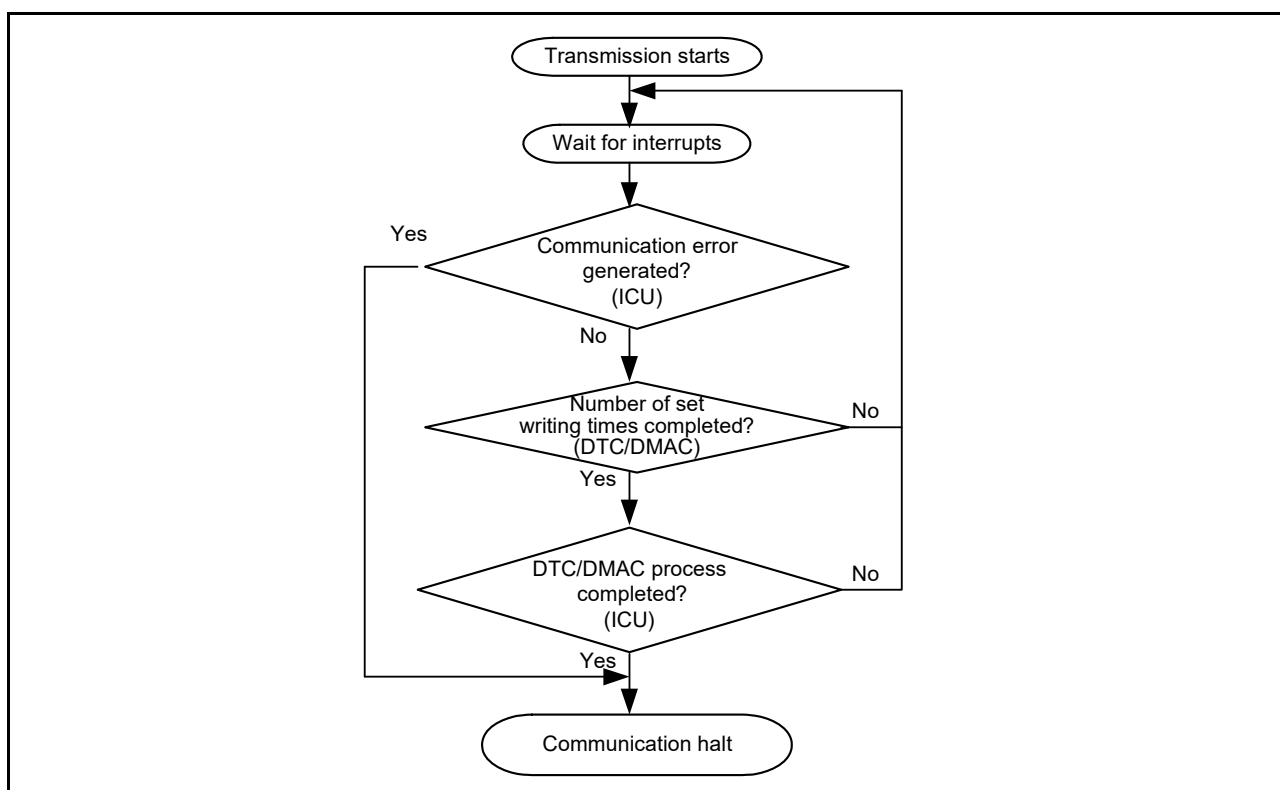 Transmission starts
Wait for interrupts
Yes
Communication error
generated?
(ICU)
No
Number of set
writing times completed?
(DTC/DMAC)
No
Yes
DTC/DMAC process
completed?
(ICU)
No
Yes
Communication halt